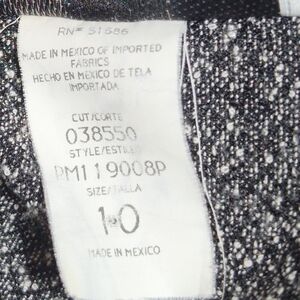 RN# 51586
MADE IN MEXICO OF IMPORTED
FABRICS
HECHO EN MEXICO DE TELA
IMPORTADA
CUT/CORTE
038550
STYLE/ESTILO
PM119008P
SIZE/TALLA
10
MADE IN MEXICO